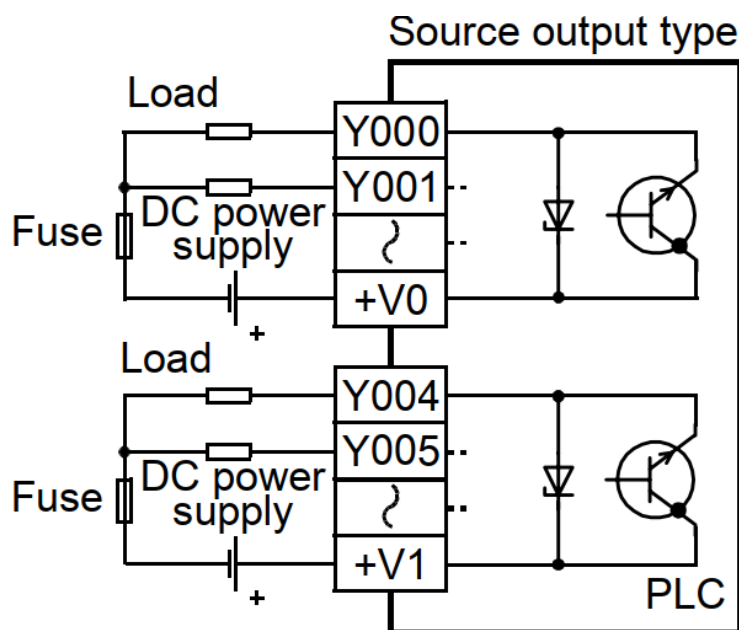 Source output type
Load
Y000
Y001
DC power
supply
Fuse
+V0
+
Load
Y004
Y005
DC power
supply
Fuse
+V1
+
PLC